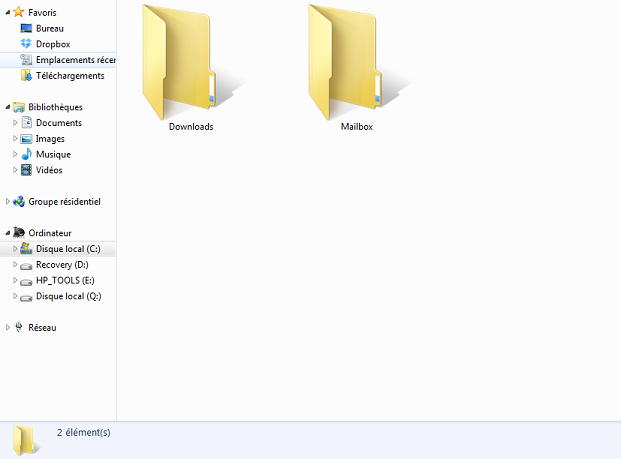 Favoris
Bureau
Dropbox
Emplacements récer
Téléchargements
Bibliothèques
Documents
Images
Musique
Vidéos
Groupe résidentiel
Ordinateur
Disque local (C:)
Recovery (D:)
HP_TOOLS (E:)
Disque local (Q:)
Réseau
Downloads
Mailbox
2 élément(s)